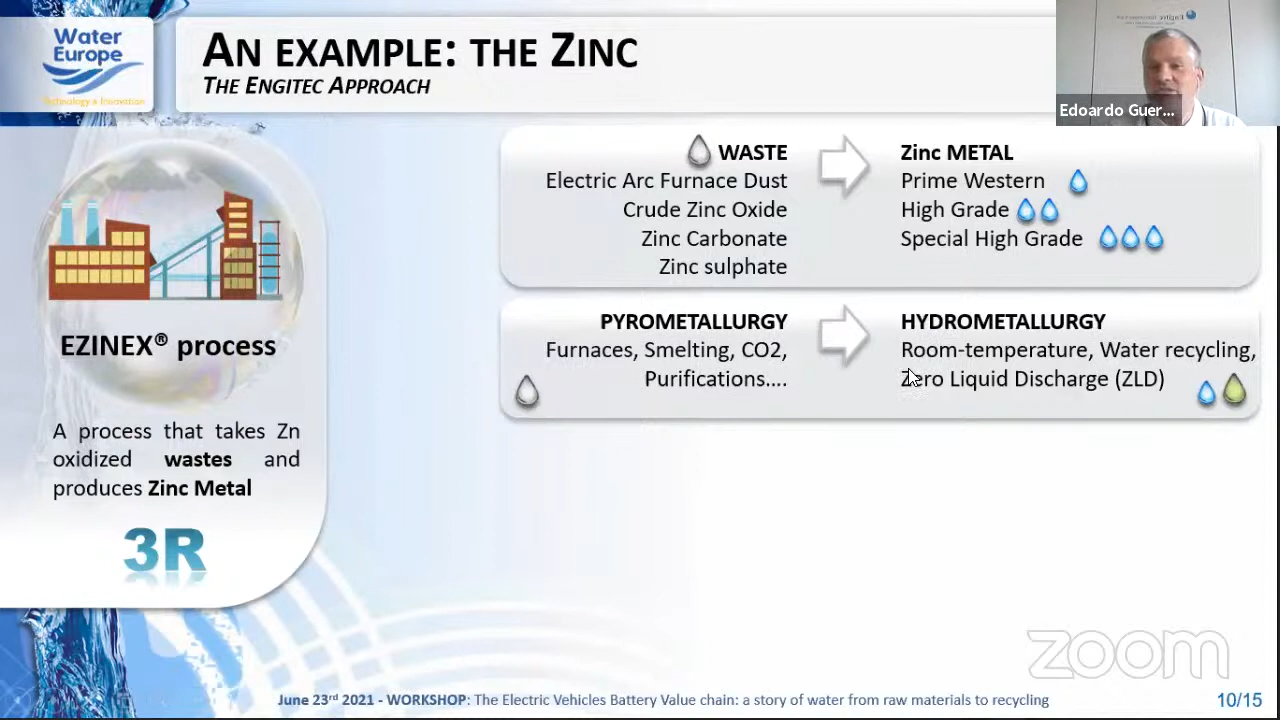 Water
Europe
Technology & Innovation
AN EXAMPLE: THE ZINC
THE ENGITEC APPROACH
Edoardo Guer...
EZINEX® process
A process that takes Zn
oxidized wastes and
produces Zinc Metal
3R
WASTE
Electric Arc Furnace Dust
Crude Zinc Oxide
Zinc Carbonate
Zinc sulphate
Zinc METAL
Prime Western
High Grade
Special High Grade
PYROMETALLURGY
Furnaces, Smelting, CO2,
Purifications....
HYDROMETALLURGY
Room-temperature, Water recycling,
Zero Liquid Discharge (ZLD)
zoom
June 23rd 2021 - WORKSHOP: The Electric Vehicles Battery Value chain: a story of water from raw materials to recycling
10/15